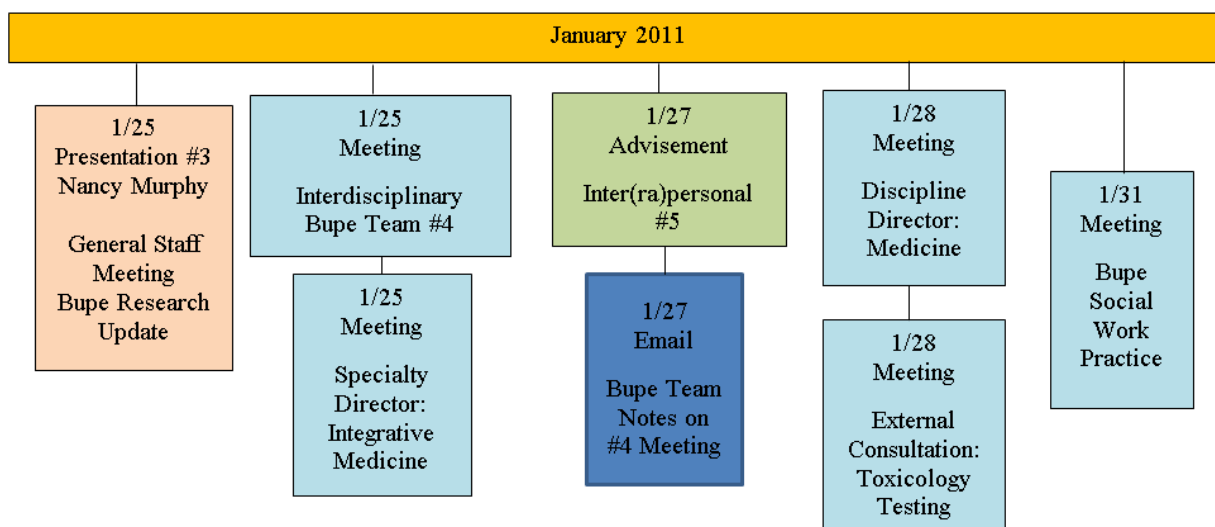 January 2011
1/25
Presentation #3
Nancy Murphy
General Staff
Meeting
Bupe Research
Update
1/25
Meeting
Interdisciplinary
Bupe Team #4
1/25
Meeting
Specialty
Director:
Integrative
Medicine
1/27
Advisement
Inter(ra)personal
#5
1/27
Email
Bupe Team
Notes on
#4 Meeting
1/28
Meeting
Discipline
Director:
Medicine
1/28
Meeting
External
Consultation:
Toxicology
Testing
1/31
Meeting
Bupe
Social
Work
Practice